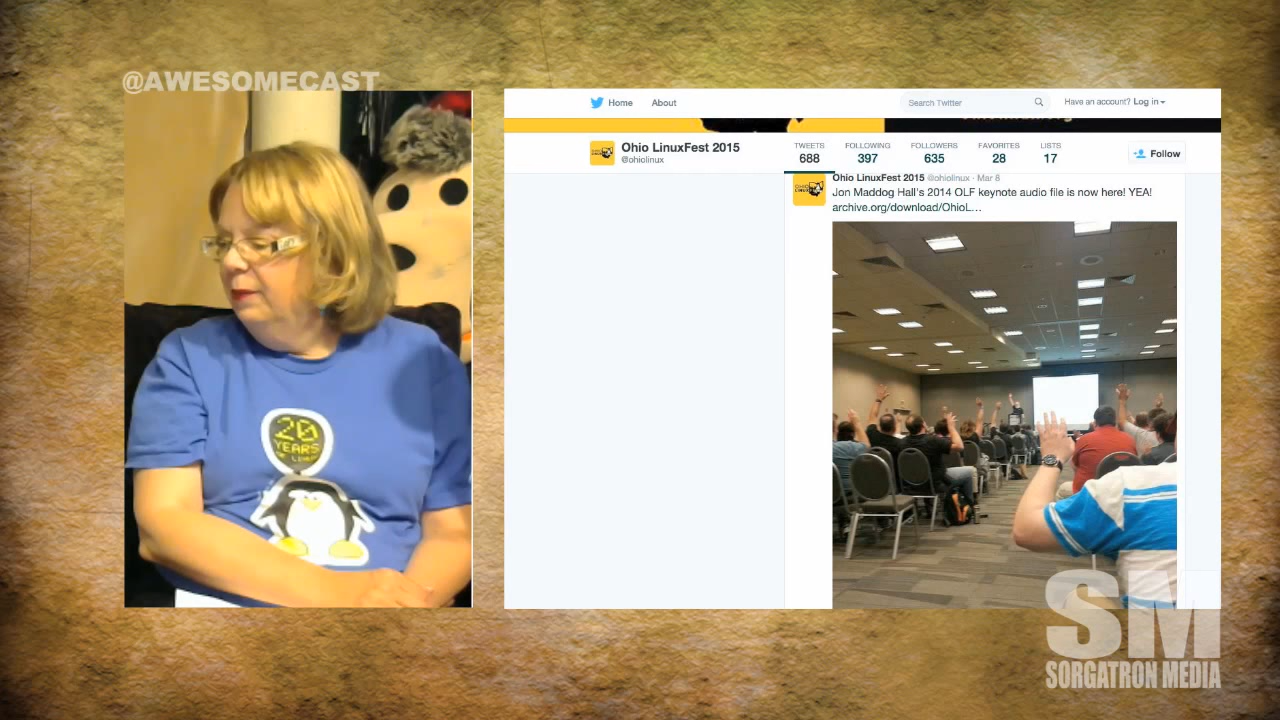 @AWESOMECAST
Home
About
Search Twitter
Have an account? Log in
Ohio LinuxFest 2015
@ohiolinux
TWEETS
688
FOLLOWING
397
FOLLOWERS
635
FAVORITES
28
LISTS
17
Follow
Ohio LinuxFest 2015 @ohiolinux · Mar 8
Jon Maddog Hall's 2014 OLF keynote audio file is now here! YEA!
archive.org/download/OhioL…
20
YEARS
OF LINUX
SM
SORGATRON MEDIA